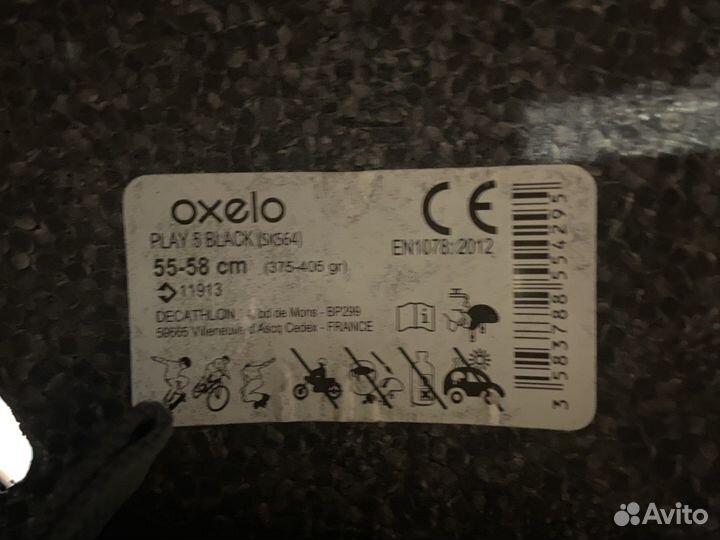 oxelo
PLAY 5 BLACK (SK564)
55-58 cm (375-405 gr)
11913
DECATHLON bd de Mons - BP299
59665 Villeneuve d'Ascq Cedex - FRANCE
CE
EN1078: 2012
i
3 583788 554295
Avito